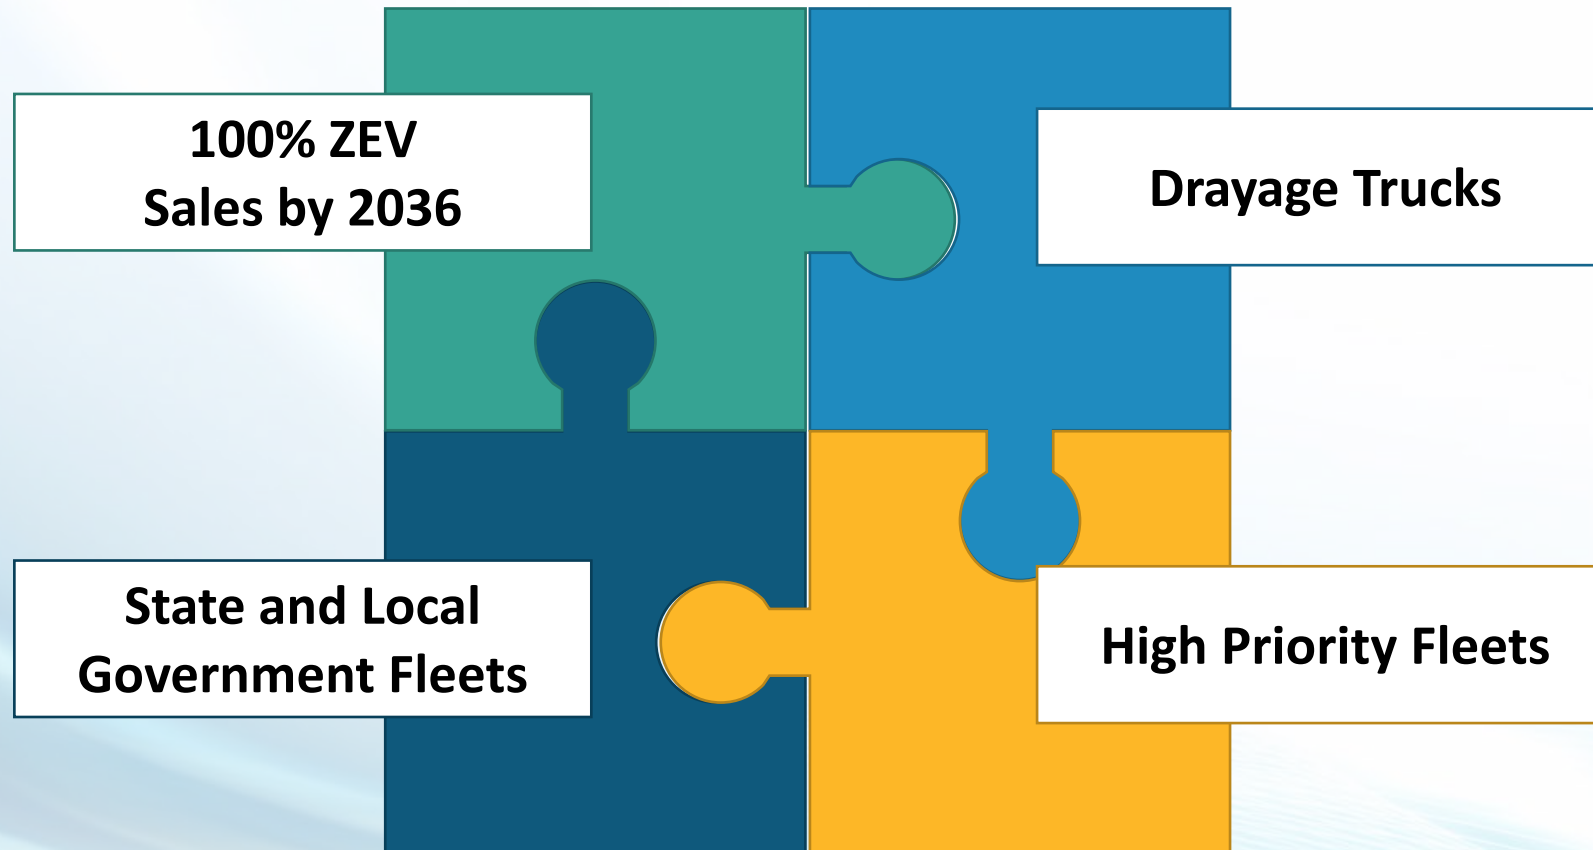 100% ZEV
Sales by 2036
Drayage Trucks
State and Local
Government Fleets
High Priority Fleets